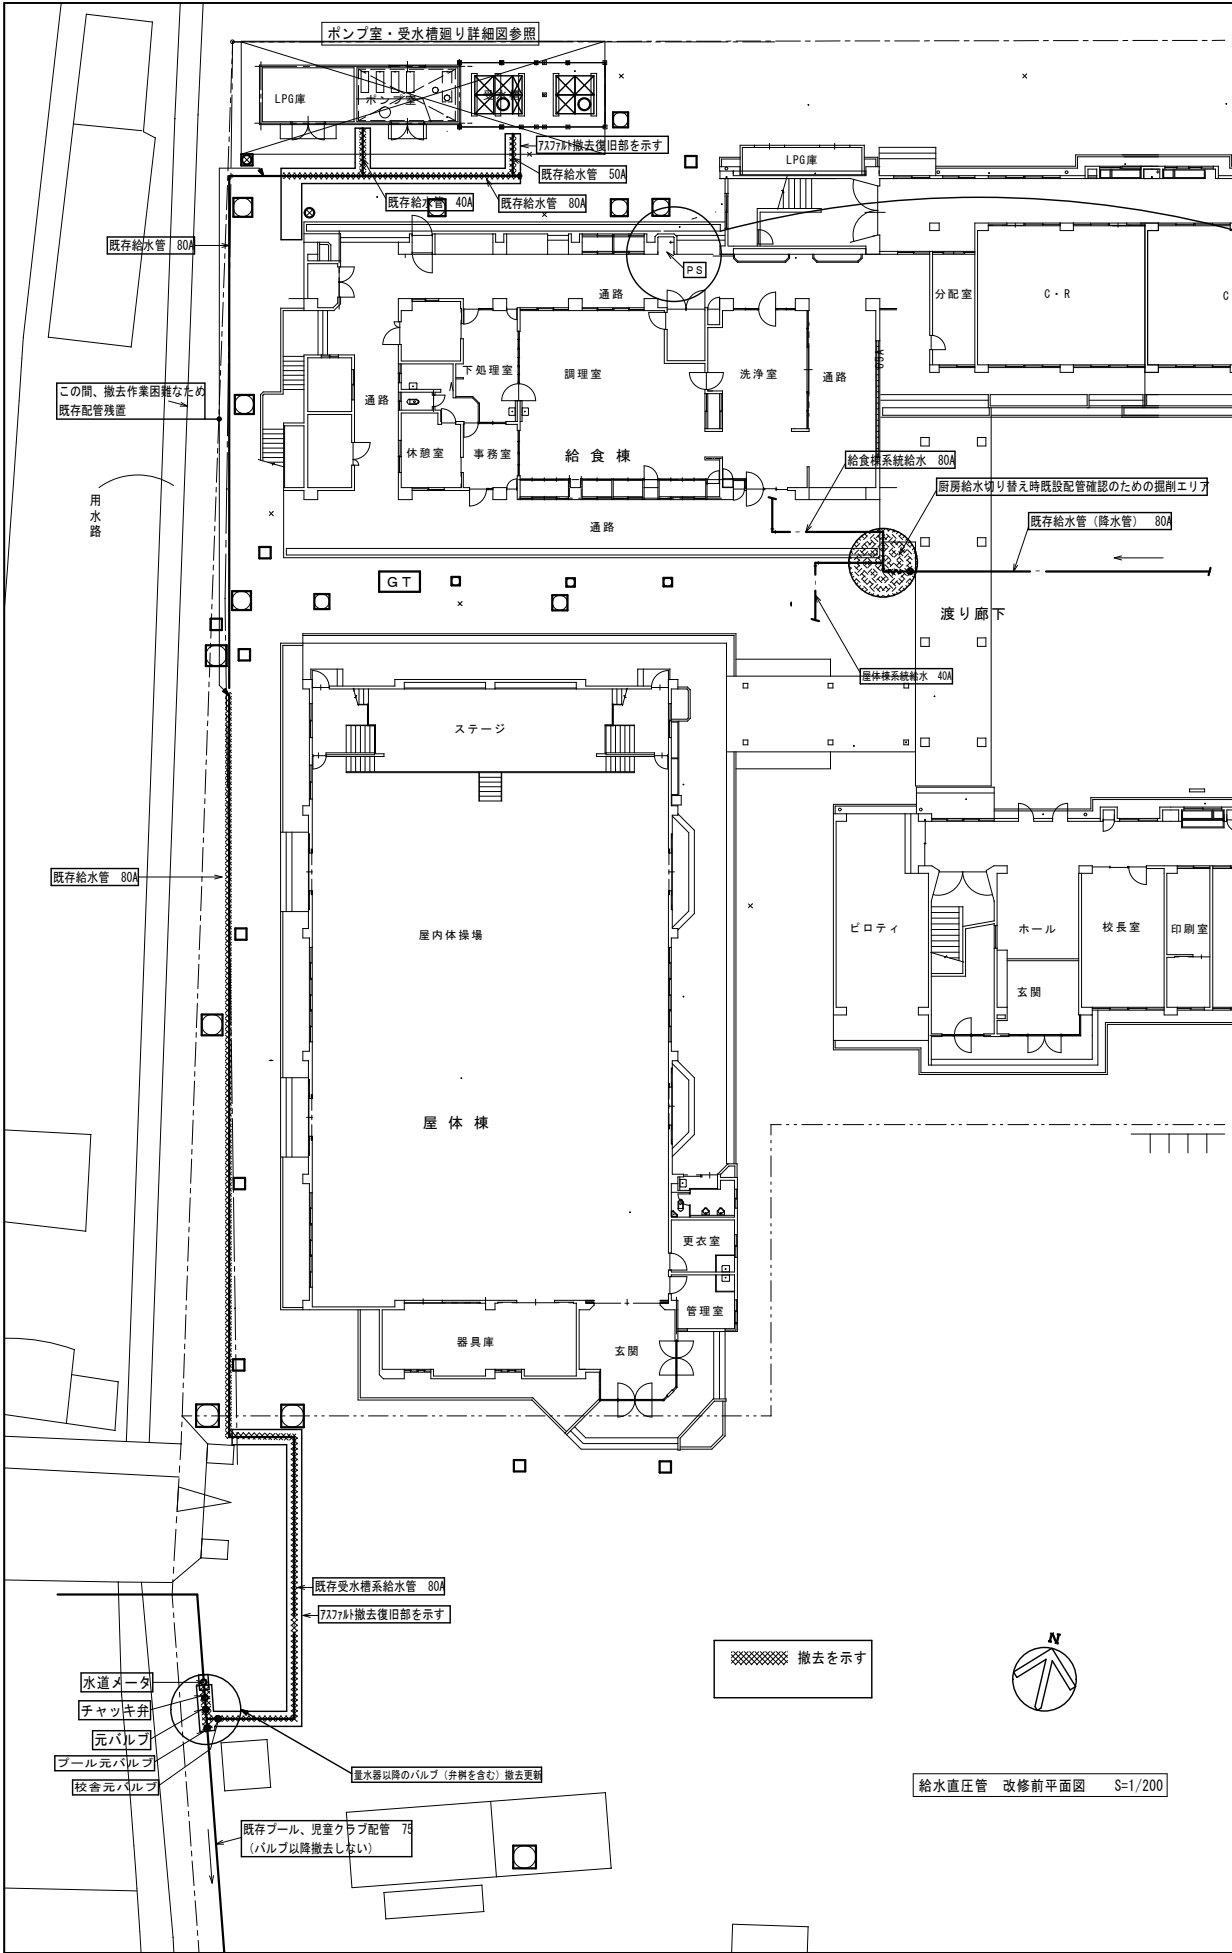 ポンプ室・受水槽廻り詳細図参照
LPG庫
ポンプ室
アスファルト撤去復旧部を示す
既存給水管 50A
既存給水管 40A
既存給水管 80A
LPG庫
既存給水管 80A
PS
通路
分配室
C・R
C
下処理室
調理室
洗浄室
通路
65A
この間、撤去作業困難なため
既存配管残置
通路
休憩室
事務室
給食棟
給食棟系統給水 80A
厨房給水切り替え時既設配管確認のための掘削エリア
用水路
通路
既存給水管（降水管） 80A
GT
渡り廊下
屋体棟系統給水 40A
ステージ
既存給水管 80A
屋内体操場
ピロティ
ホール
校長室
印刷室
玄関
屋体棟
更衣室
管理室
器具庫
玄関
既存受水槽系給水管 80A
アスファルト撤去復旧部を示す
N
撤去を示す
水道メータ
チャッキ弁
元バルブ
プール元バルブ
校舎元バルブ
量水器以降のバルブ（弁桝を含む）撤去更新
給水直圧管 改修前平面図 S=1/200
既存プール、児童クラブ配管 75
（バルブ以降撤去しない）